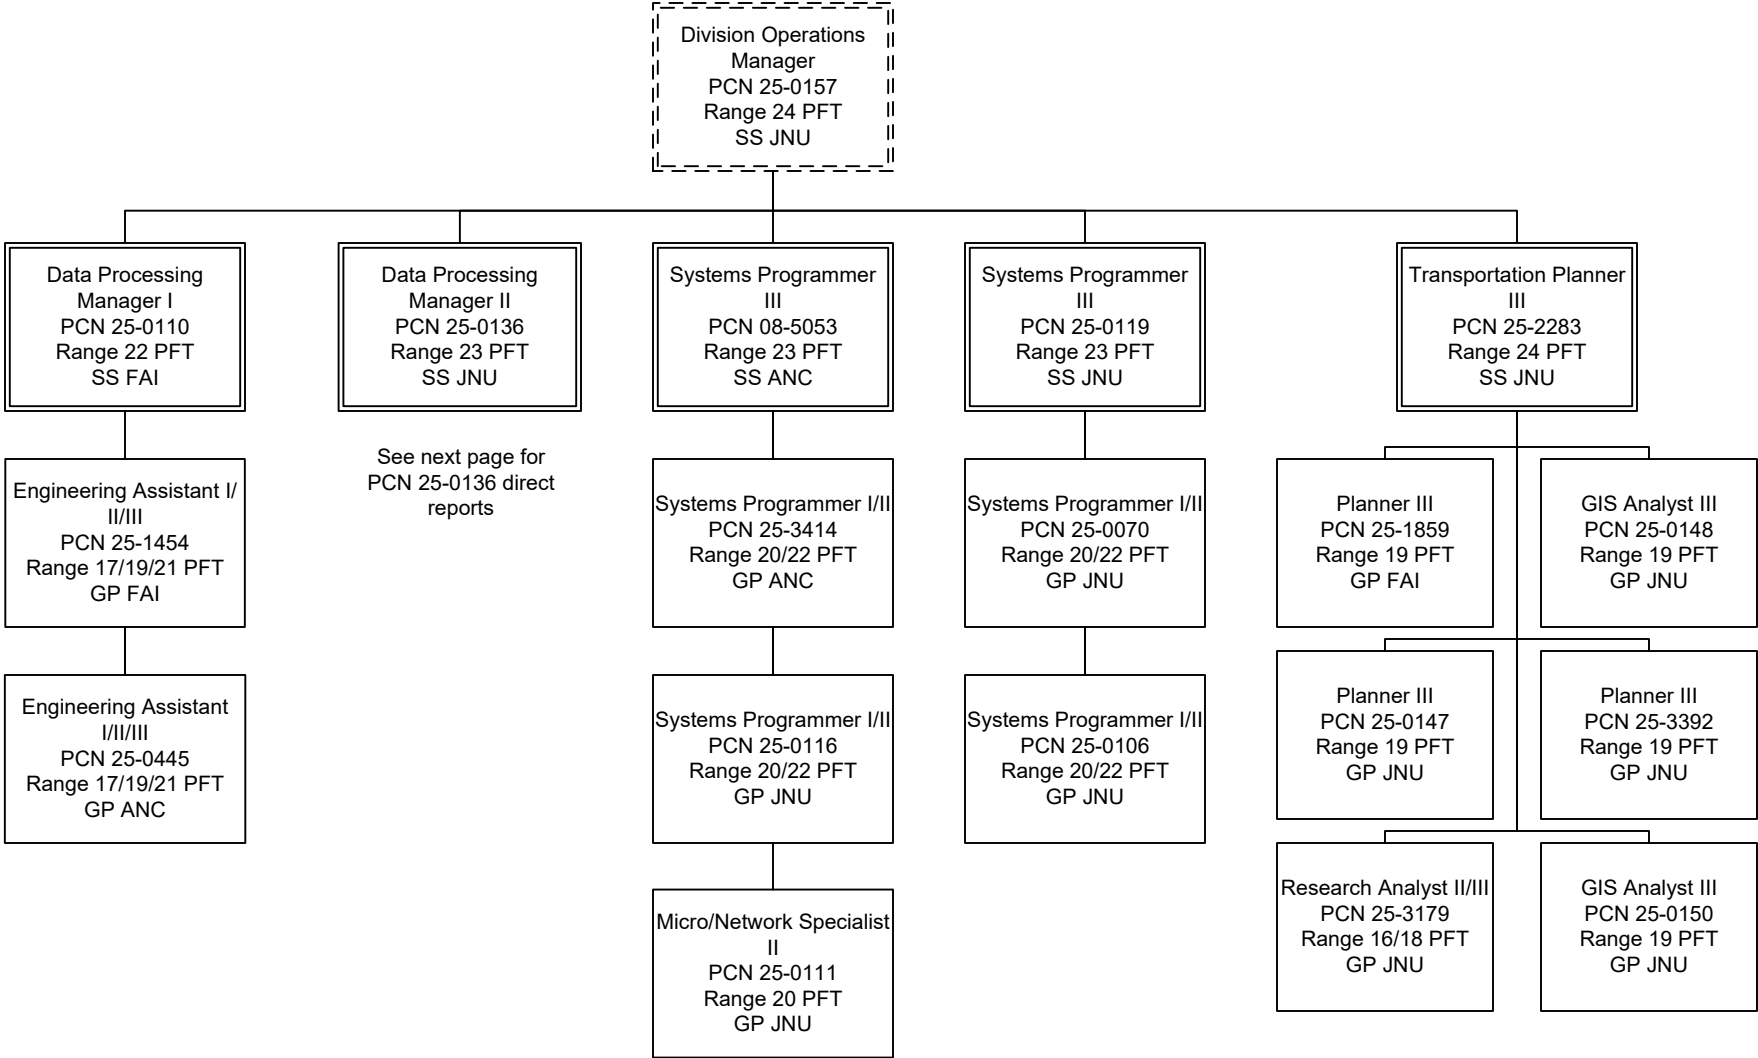 Division Operations
Manager
PCN 25-0157
Range 24 PFT
SS JNU
Data Processing
Manager I
PCN 25-0110
Range 22 PFT
SS FAI
Data Processing
Manager II
PCN 25-0136
Range 23 PFT
SS JNU
Systems Programmer
III
PCN 08-5053
Range 23 PFT
SS ANC
Systems Programmer
III
PCN 25-0119
Range 23 PFT
SS JNU
Transportation Planner
III
PCN 25-2283
Range 24 PFT
SS JNU
Engineering Assistant I/
II/III
PCN 25-1454
Range 17/19/21 PFT
GP FAI
See next page for
PCN 25-0136 direct
reports
Systems Programmer I/II
PCN 25-3414
Range 20/22 PFT
GP ANC
Systems Programmer I/II
PCN 25-0070
Range 20/22 PFT
GP JNU
Planner III
PCN 25-1859
Range 19 PFT
GP FAI
GIS Analyst III
PCN 25-0148
Range 19 PFT
GP JNU
Engineering Assistant
I/II/III
PCN 25-0445
Range 17/19/21 PFT
GP ANC
Systems Programmer I/II
PCN 25-0116
Range 20/22 PFT
GP JNU
Systems Programmer I/II
PCN 25-0106
Range 20/22 PFT
GP JNU
Planner III
PCN 25-0147
Range 19 PFT
GP JNU
Planner III
PCN 25-3392
Range 19 PFT
GP JNU
Micro/Network Specialist
II
PCN 25-0111
Range 20 PFT
GP JNU
Research Analyst II/III
PCN 25-3179
Range 16/18 PFT
GP JNU
GIS Analyst III
PCN 25-0150
Range 19 PFT
GP JNU